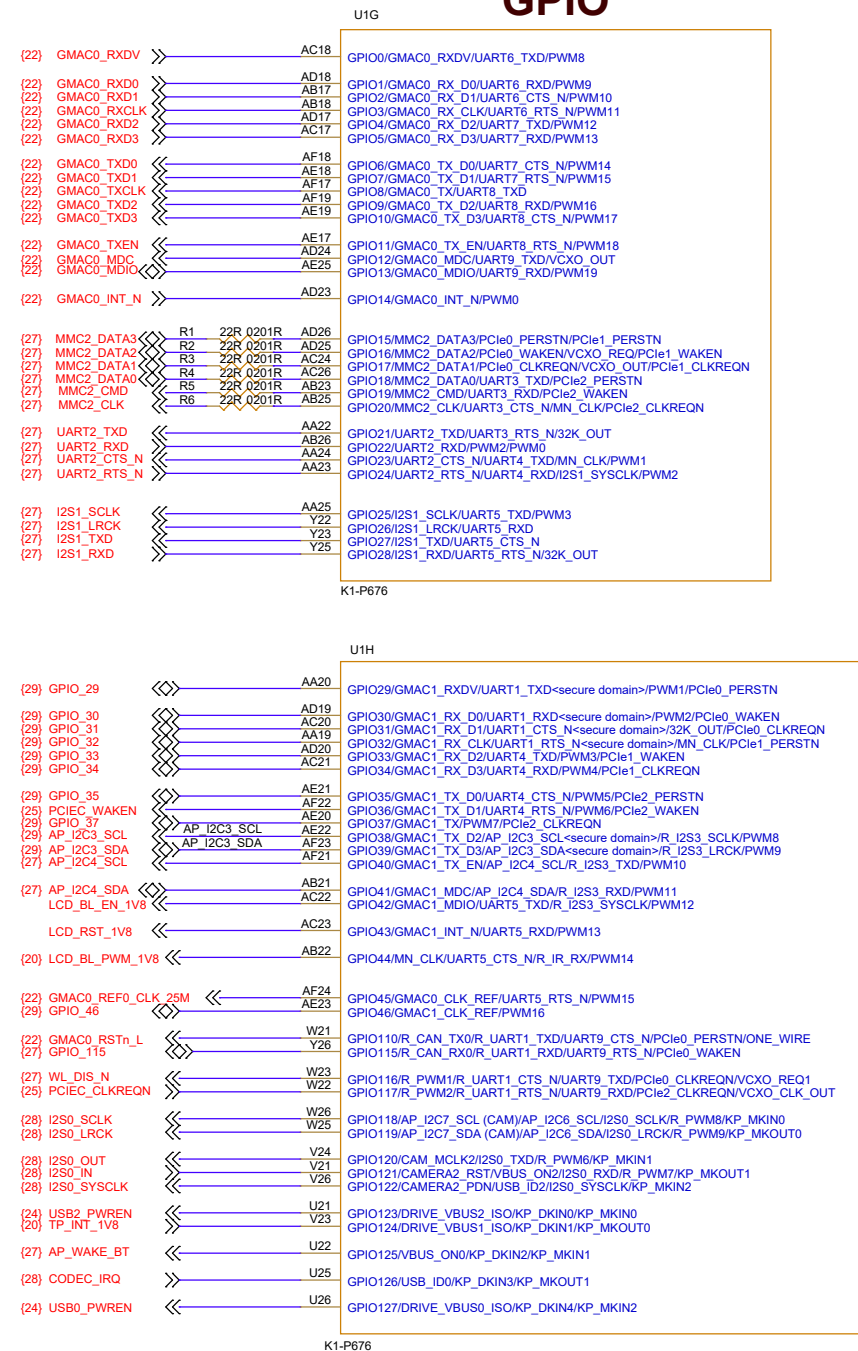 GPIO
U1G
{22} GMAC0_RXDV AC18 GPIO0/GMAC0_RXDV/UART6_TXD/PWM8
{22} GMAC0_RXD0 AD18 GPIO1/GMAC0_RX_D0/UART6_RXD/PWM9
{22} GMAC0_RXD1 AB17 GPIO2/GMAC0_RX_D1/UART6_CTS_N/PWM10
{22} GMAC0_RXCLK AB18 GPIO3/GMAC0_RX_CLK/UART6_RTS_N/PWM11
{22} GMAC0_RXD2 AD17 GPIO4/GMAC0_RX_D2/UART7_TXD/PWM12
{22} GMAC0_RXD3 AC17 GPIO5/GMAC0_RX_D3/UART7_RXD/PWM13
{22} GMAC0_TXD0 AF18 GPIO6/GMAC0_TX_D0/UART7_CTS_N/PWM14
{22} GMAC0_TXD1 AE18 GPIO7/GMAC0_TX_D1/UART7_RTS_N/PWM15
{22} GMAC0_TXCLK AF17 GPIO8/GMAC0_TX/UART8_TXD
{22} GMAC0_TXD2 AF19 GPIO9/GMAC0_TX_D2/UART8_RXD/PWM16
{22} GMAC0_TXD3 AE19 GPIO10/GMAC0_TX_D3/UART8_CTS_N/PWM17
{22} GMAC0_TXEN AE17 GPIO11/GMAC0_TX_EN/UART8_RTS_N/PWM18
{22} GMAC0_MDC AD24 GPIO12/GMAC0_MDC/UART9_TXD/VCXO_OUT
{22} GMAC0_MDIO AE25 GPIO13/GMAC0_MDIO/UART9_RXD/PWM19
{22} GMAC0_INT_N AD23 GPIO14/GMAC0_INT_N/PWM0
{27} MMC2_DATA3 R1 22R 0201R AD26 GPIO15/MMC2_DATA3/PCIe0_PERSTN/PCIe1_PERSTN
{27} MMC2_DATA2 R2 22R 0201R AD25 GPIO16/MMC2_DATA2/PCIe0_WAKEN/VCXO_REQ/PCIe1_WAKEN
{27} MMC2_DATA1 R3 22R 0201R AC24 GPIO17/MMC2_DATA1/PCIe0_CLKREQN/VCXO_OUT/PCIe1_CLKREQN
{27} MMC2_DATA0 R4 22R 0201R AC26 GPIO18/MMC2_DATA0/UART3_TXD/PCIe2_PERSTN
{27} MMC2_CMD R5 22R 0201R AB23 GPIO19/MMC2_CMD/UART3_RXD/PCIe2_WAKEN
{27} MMC2_CLK R6 22R 0201R AB25 GPIO20/MMC2_CLK/UART3_CTS_N/MN_CLK/PCIe2_CLKREQN
{27} UART2_TXD AA22 GPIO21/UART2_TXD/UART3_RTS_N/32K_OUT
{27} UART2_RXD AB26 GPIO22/UART2_RXD/PWM2/PWM0
{27} UART2_CTS_N AA24 GPIO23/UART2_CTS_N/UART4_TXD/MN_CLK/PWM1
{27} UART2_RTS_N AA23 GPIO24/UART2_RTS_N/UART4_RXD/I2S1_SYSCLK/PWM2
{27} I2S1_SCLK AA25 GPIO25/I2S1_SCLK/UART5_TXD/PWM3
{27} I2S1_LRCK Y22 GPIO26/I2S1_LRCK/UART5_RXD
{27} I2S1_TXD Y23 GPIO27/I2S1_TXD/UART5_CTS_N
{27} I2S1_RXD Y25 GPIO28/I2S1_RXD/UART5_RTS_N/32K_OUT
K1-P676
U1H
{29} GPIO_29 AA20 GPIO29/GMAC1_RXDV/UART1_TXD<secure domain>/PWM1/PCIe0_PERSTN
{29} GPIO_30 AD19 GPIO30/GMAC1_RX_D0/UART1_RXD<secure domain>/PWM2/PCIe0_WAKEN
{29} GPIO_31 AC20 GPIO31/GMAC1_RX_D1/UART1_CTS_N<secure domain>/32K_OUT/PCIe0_CLKREQN
{29} GPIO_32 AA19 GPIO32/GMAC1_RX_CLK/UART1_RTS_N<secure domain>/MN_CLK/PCIe1_PERSTN
{29} GPIO_33 AD20 GPIO33/GMAC1_RX_D2/UART4_TXD/PWM3/PCIe1_WAKEN
{29} GPIO_34 AC21 GPIO34/GMAC1_RX_D3/UART4_RXD/PWM4/PCIe1_CLKREQN
{29} GPIO_35 AE21 GPIO35/GMAC1_TX_D0/UART4_CTS_N/PWM5/PCIe2_PERSTN
{25} PCIEC_WAKEN AF22 GPIO36/GMAC1_TX_D1/UART4_RTS_N/PWM6/PCIe2_WAKEN
{29} GPIO_37 AE20 GPIO37/GMAC1_TX/PWM7/PCIe2_CLKREQN
{29} AP_I2C3_SCL AP_I2C3_SCL AE22 GPIO38/GMAC1_TX_D2/AP_I2C3_SCL<secure domain>/R_I2S3_SCLK/PWM8
{29} AP_I2C3_SDA AP_I2C3_SDA AF23 GPIO39/GMAC1_TX_D3/AP_I2C3_SDA<secure domain>/R_I2S3_LRCK/PWM9
{27} AP_I2C4_SCL AF21 GPIO40/GMAC1_TX_EN/AP_I2C4_SCL/R_I2S3_TXD/PWM10
{27} AP_I2C4_SDA AB21 GPIO41/GMAC1_MDC/AP_I2C4_SDA/R_I2S3_RXD/PWM11
LCD_BL_EN_1V8 AC22 GPIO42/GMAC1_MDIO/UART5_TXD/R_I2S3_SYSCLK/PWM12
LCD_RST_1V8 AC23 GPIO43/GMAC1_INT_N/UART5_RXD/PWM13
{20} LCD_BL_PWM_1V8 AB22 GPIO44/MN_CLK/UART5_CTS_N/R_IR_RX/PWM14
{22} GMAC0_REF0_CLK_25M AF24 GPIO45/GMAC0_CLK_REF/UART5_RTS_N/PWM15
{29} GPIO_46 AE23 GPIO46/GMAC1_CLK_REF/PWM16
{22} GMAC0_RSTn_L W21 GPIO110/R_CAN_TX0/R_UART1_TXD/UART9_CTS_N/PCIe0_PERSTN/ONE_WIRE
{27} GPIO_115 Y26 GPIO115/R_CAN_RX0/R_UART1_RXD/UART9_RTS_N/PCIe0_WAKEN
{27} WL_DIS_N W23 GPIO116/R_PWM1/R_UART1_CTS_N/UART9_TXD/PCIe0_CLKREQN/VCXO_REQ1
{25} PCIEC_CLKREQN W22 GPIO117/R_PWM2/R_UART1_RTS_N/UART9_RXD/PCIe2_CLKREQN/VCXO_CLK_OUT
{28} I2S0_SCLK W26 GPIO118/AP_I2C7_SCL (CAM)/AP_I2C6_SCL/I2S0_SCLK/R_PWM8/KP_MKIN0
{28} I2S0_LRCK W25 GPIO119/AP_I2C7_SDA (CAM)/AP_I2C6_SDA/I2S0_LRCK/R_PWM9/KP_MKOUT0
{28} I2S0_OUT V24 GPIO120/CAM_MCLK2/I2S0_TXD/R_PWM6/KP_MKIN1
{28} I2S0_IN V21 GPIO121/CAMERA2_RST/VBUS_ON2/I2S0_RXD/R_PWM7/KP_MKOUT1
{28} I2S0_SYSCLK V26 GPIO122/CAMERA2_PDN/USB_ID2/I2S0_SYSCLK/KP_MKIN2
{24} USB2_PWREN U21 GPIO123/DRIVE_VBUS2_ISO/KP_DKIN0/KP_MKIN0
{20} TP_INT_1V8 V23 GPIO124/DRIVE_VBUS1_ISO/KP_DKIN1/KP_MKOUT0
{27} AP_WAKE_BT U22 GPIO125/VBUS_ON0/KP_DKIN2/KP_MKIN1
{28} CODEC_IRQ U25 GPIO126/USB_ID0/KP_DKIN3/KP_MKOUT1
{24} USB0_PWREN U26 GPIO127/DRIVE_VBUS0_ISO/KP_DKIN4/KP_MKIN2
K1-P676